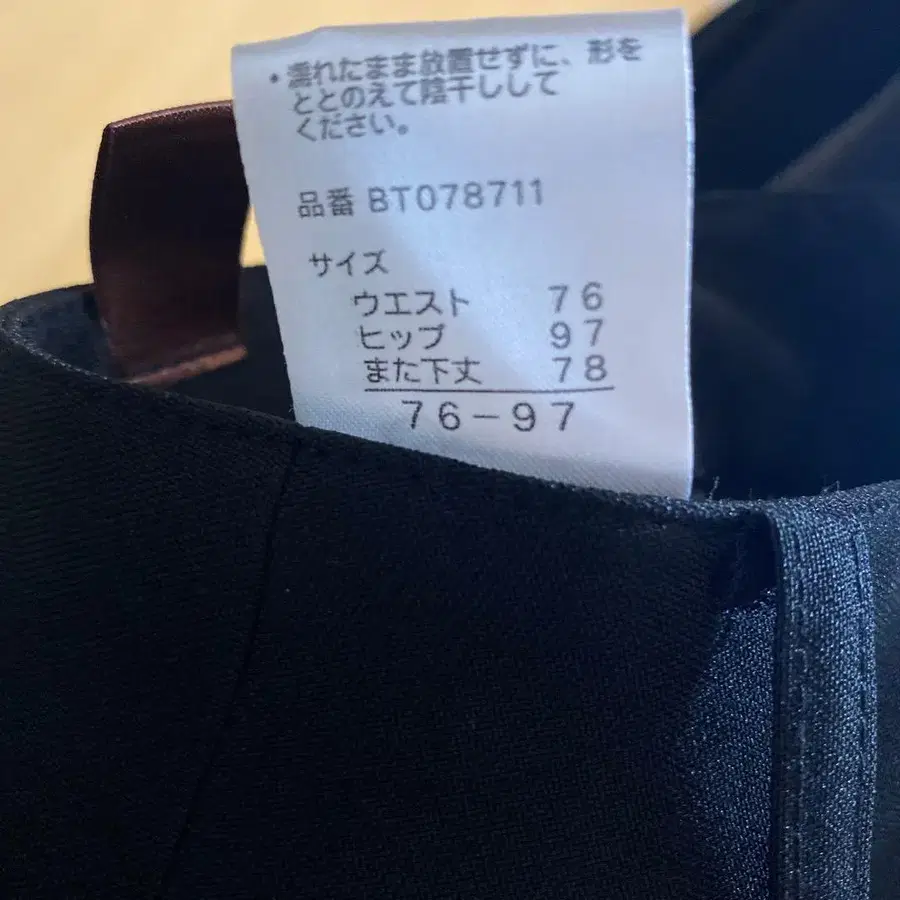 ・濡れたまま放置せずに、形を
ととのえて陰干しして
ください。
品番 BT078711
サイズ
ウエスト 76
ヒップ 97
また下丈 78
76-97